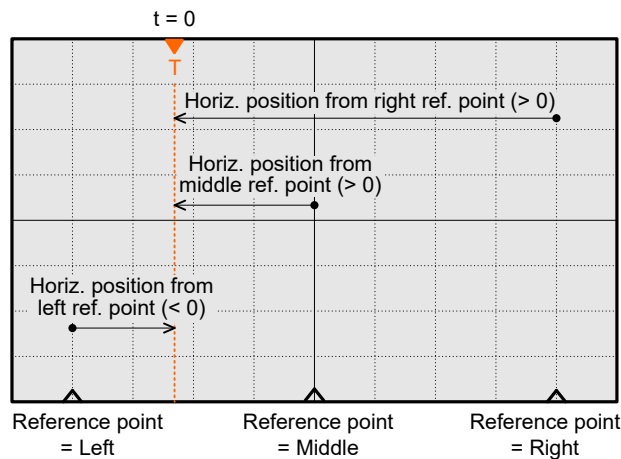 t = 0
T
Horiz. position from right ref. point (> 0)
Horiz. position from
middle ref. point (> 0)
Horiz. position from
left ref. point (< 0)
Reference point
= Left
Reference point
= Middle
Reference point
= Right